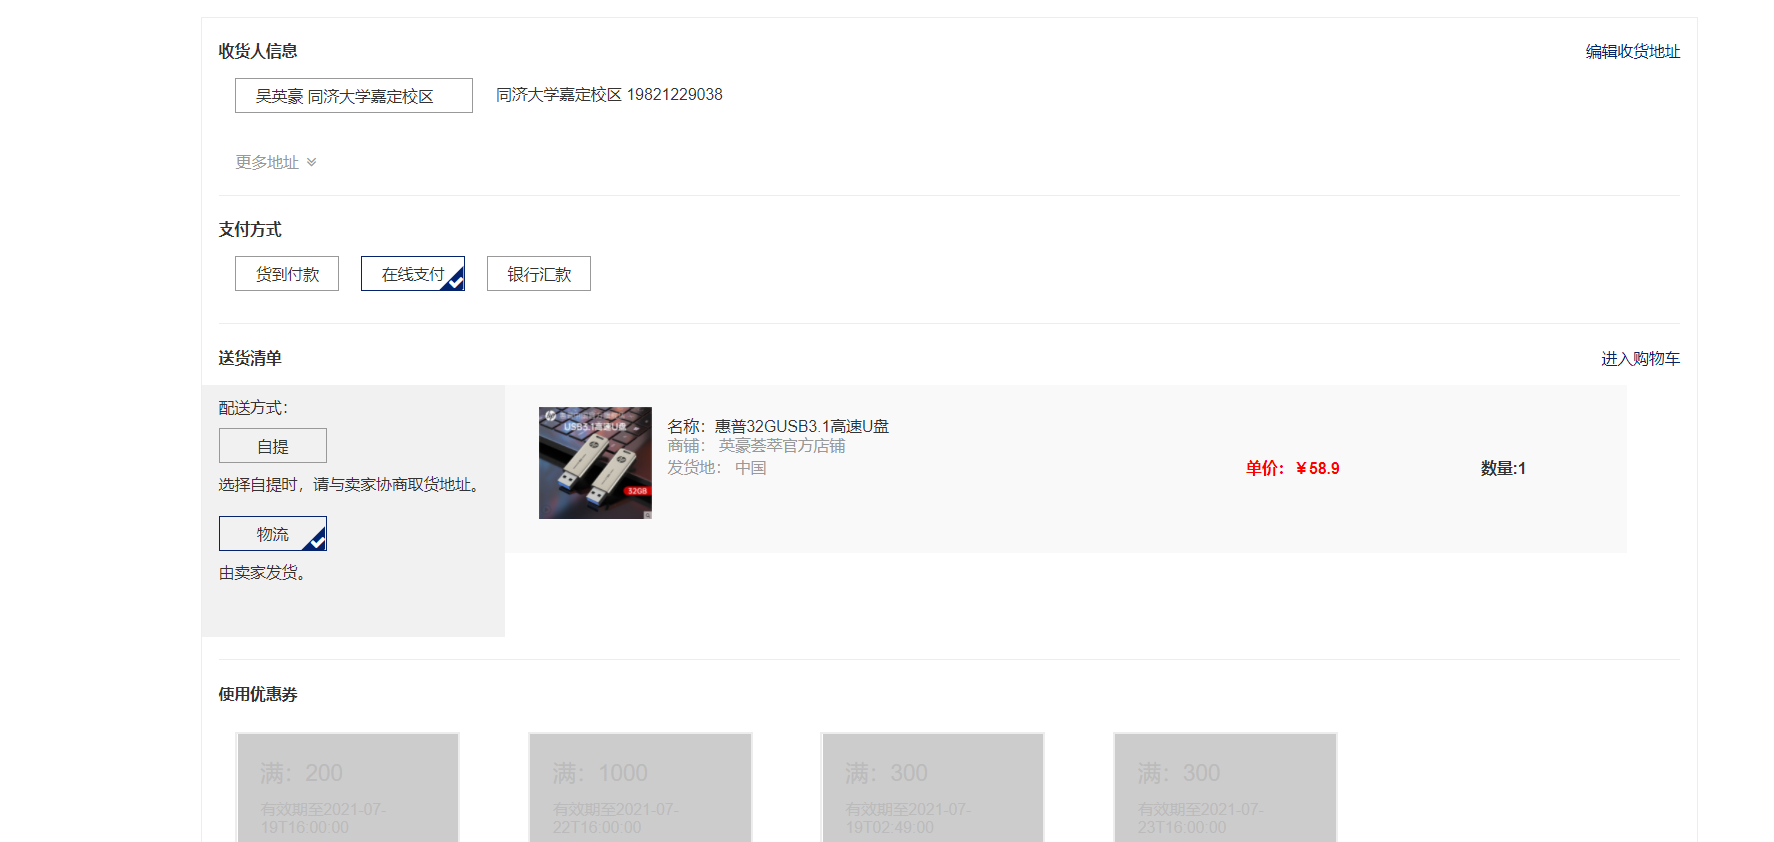 收货人信息
编辑收货地址
吴英豪 同济大学嘉定校区
同济大学嘉定校区 19821229038
更多地址
支付方式
货到付款
在线支付
银行汇款
送货清单
进入购物车
配送方式：
自提
选择自提时，请与卖家协商取货地址。
物流
由卖家发货。
USB3.1高速U盘
32GB
名称：惠普32GUSB3.1高速U盘
商铺： 英豪荟萃官方店铺
发货地： 中国
单价：￥58.9
数量:1
使用优惠券
满：200
有效期至2021-07-
19T16:00:00
满：1000
有效期至2021-07-
22T16:00:00
满：300
有效期至2021-07-
19T02:49:00
满：300
有效期至2021-07-
23T16:00:00